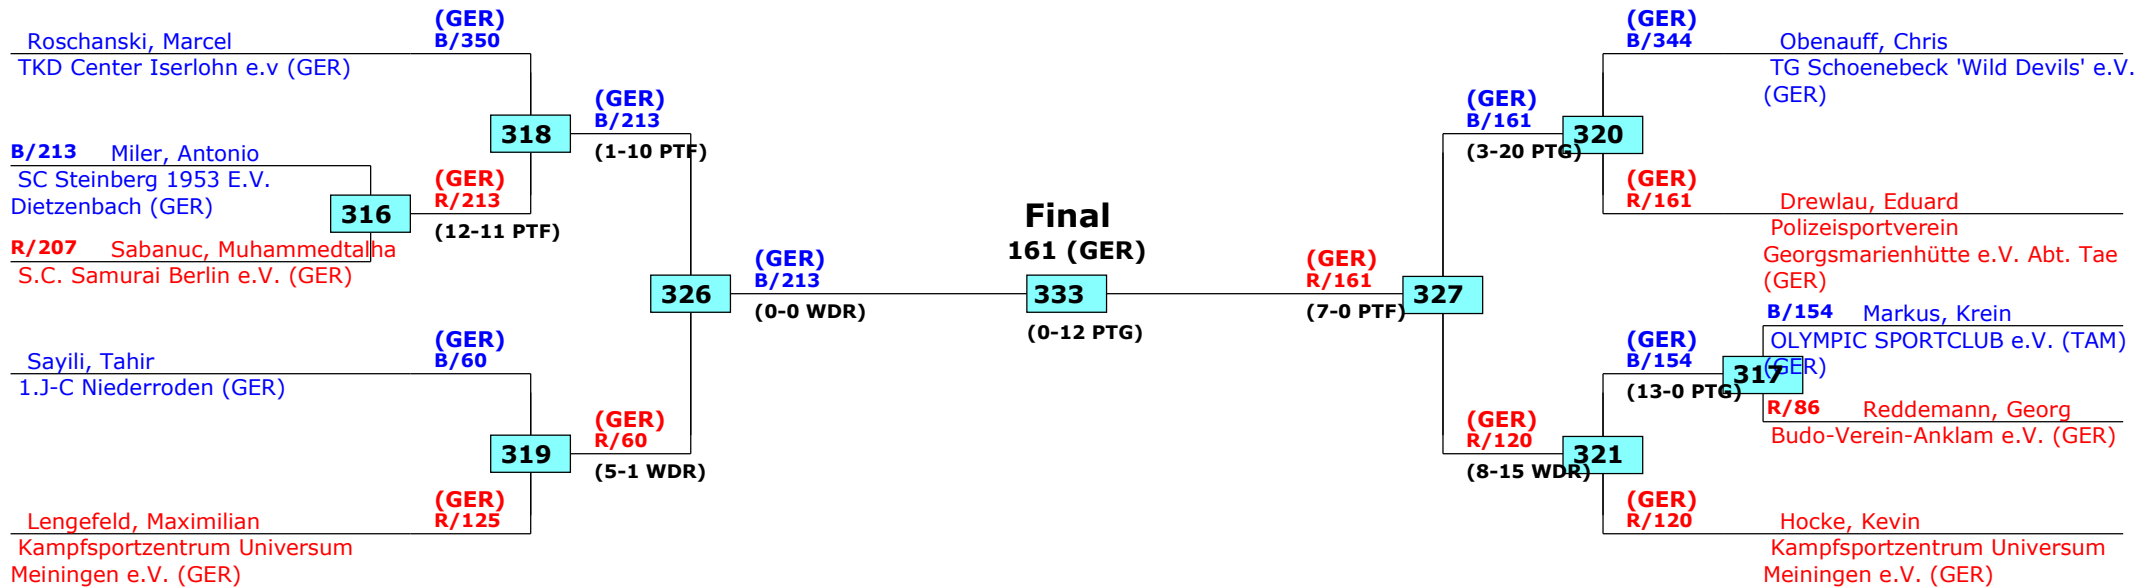 (GER)
B/350
Roschanski, Marcel
TKD Center Iserlohn e.v (GER)
318
(GER)
B/213
(1-10 PTF)
B/213 Miler, Antonio
SC Steinberg 1953 E.V.
Dietzenbach (GER)
316
(GER)
R/213
(12-11 PTF)
R/207 Sabanuc, Muhammedtalha
S.C. Samurai Berlin e.V. (GER)
326
(GER)
B/213
(0-0 WDR)
(GER)
B/60
Sayili, Tahir
1.J-C Niederroden (GER)
319
(GER)
R/60
(5-1 WDR)
(GER)
R/125
Lengefeld, Maximilian
Kampfsportzentrum Universum
Meiningen e.V. (GER)
Final
161 (GER)
333
(0-12 PTG)
(GER)
B/344
Obenauff, Chris
TG Schoenebeck 'Wild Devils' e.V.
(GER)
(GER)
B/161
(3-20 PTG)
320
(GER)
R/161
Drewlau, Eduard
Polizeisportverein
Georgsmarienhütte e.V. Abt. Tae
(GER)
(GER)
R/161
(7-0 PTF)
327
B/154 Markus, Krein
OLYMPIC SPORTCLUB e.V. (TAM)
(GER)
(GER)
B/154
(13-0 PTG)
317
R/86 Reddemann, Georg
Budo-Verein-Anklam e.V. (GER)
(GER)
R/120
(8-15 WDR)
321
(GER)
R/120
Hocke, Kevin
Kampfsportzentrum Universum
Meiningen e.V. (GER)